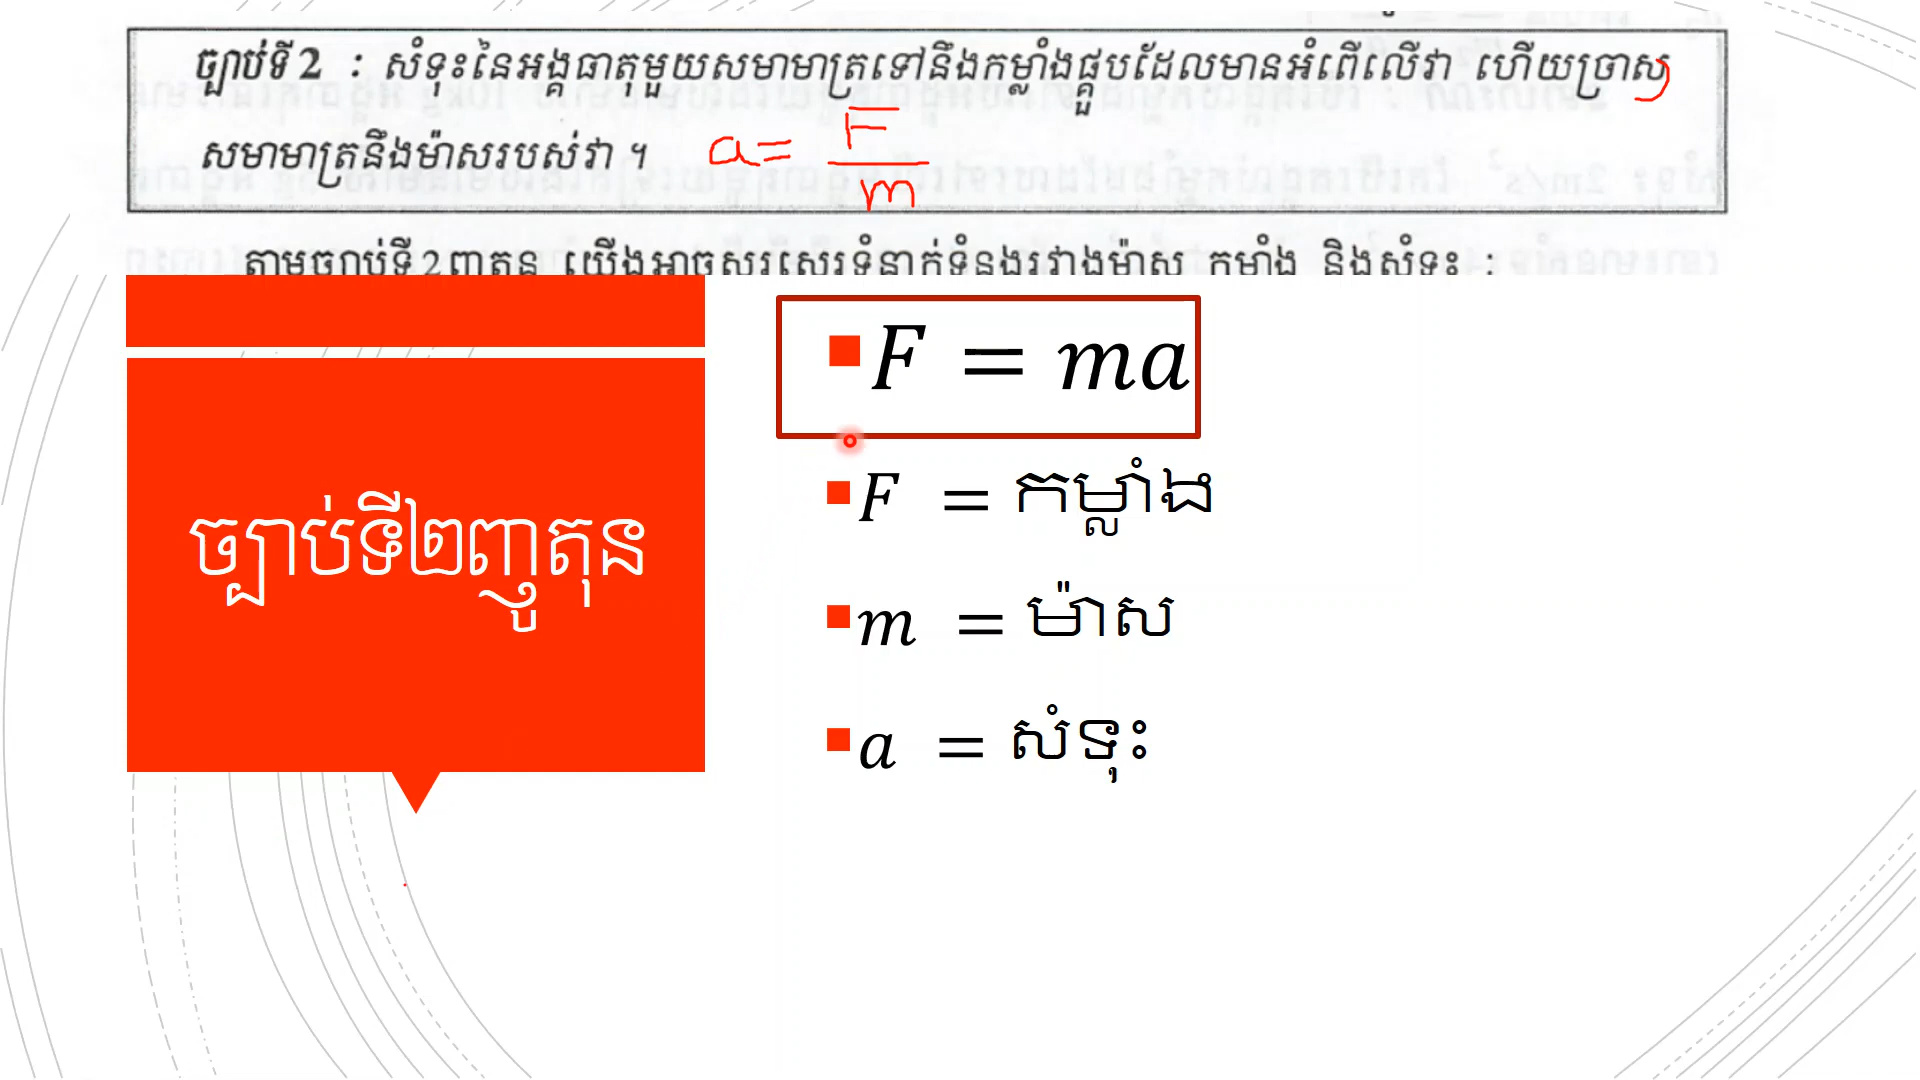 ច្បាប់ទី 2 : សំទុះនៃអង្គធាតុមួយសមាមាត្រទៅនឹងកម្លាំងផ្គួបដែលមានអំពើលើវា ហើយច្រាស
សមាមាត្រនឹងម៉ាសរបស់វា ។ a = F/m
តាមច្បាប់ទី 2 ញូតុន យើងអាចសរសេរទំនាក់ទំនងរវាងម៉ាស កម្លាំង និងសំទុះ :
ច្បាប់ទី២ញូតុន
F = ma
F = កម្លាំង
m = ម៉ាស
a = សំទុះ